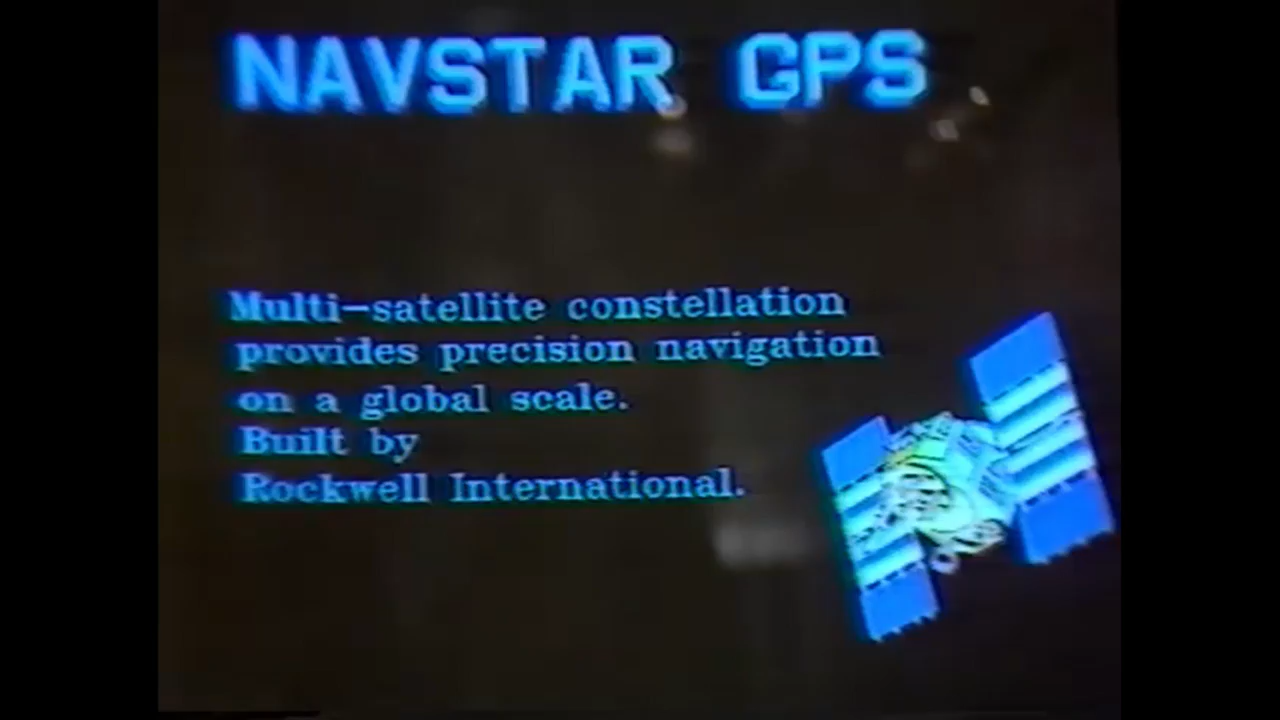 NAVSTAR GPS
Multi-satellite constellation
provides precision navigation
on a global scale.
Built by
Rockwell International.